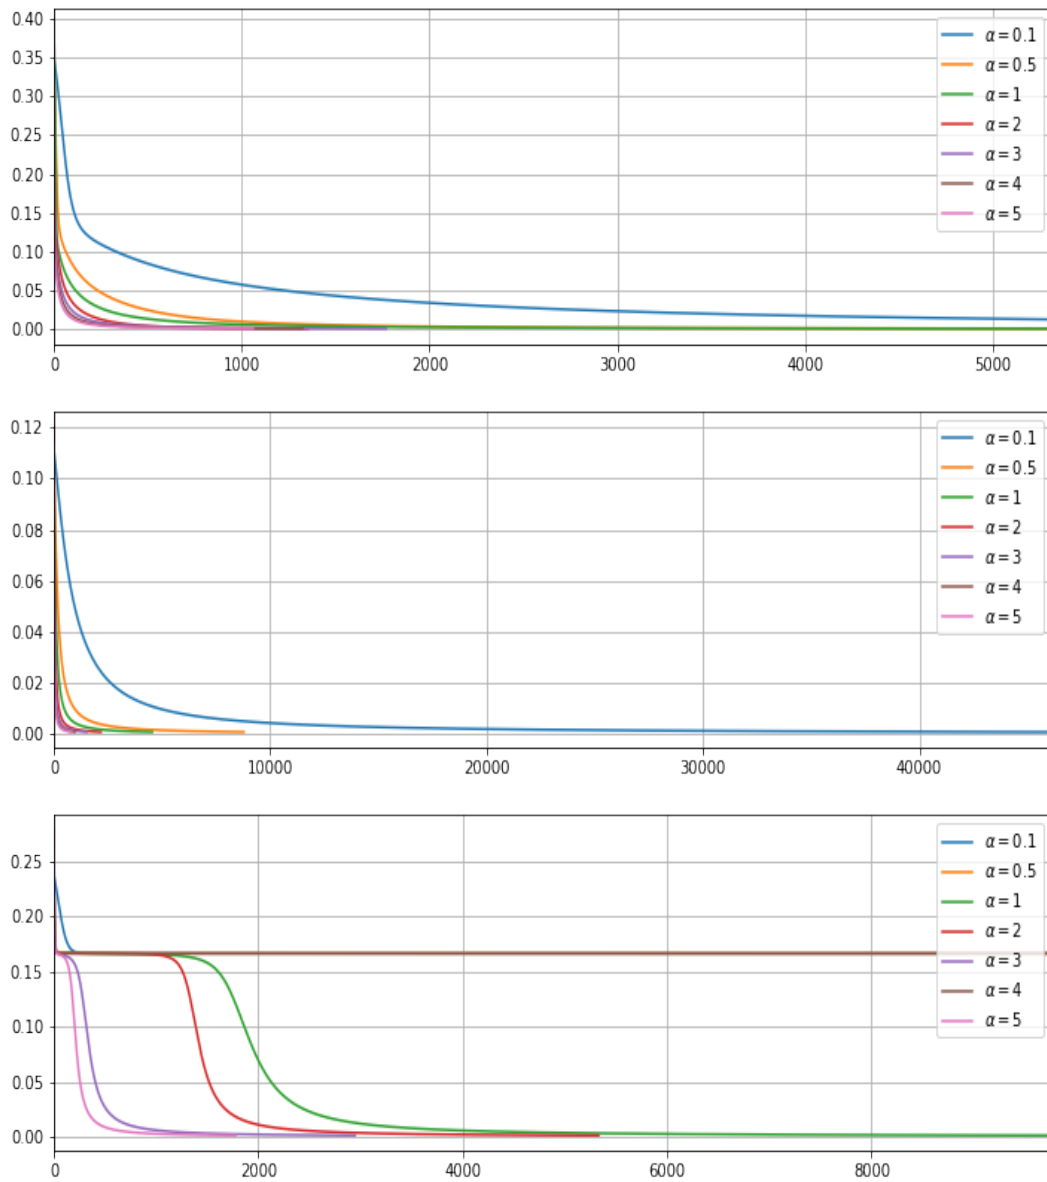 0.40
0.35
0.30
0.25
0.20
0.15
0.10
0.05
0.00
0 1000 2000 3000 4000 5000
α = 0.1
α = 0.5
α = 1
α = 2
α = 3
α = 4
α = 5
0.12
0.10
0.08
0.06
0.04
0.02
0.00
0 10000 20000 30000 40000
α = 0.1
α = 0.5
α = 1
α = 2
α = 3
α = 4
α = 5
0.25
0.20
0.15
0.10
0.05
0.00
0 2000 4000 6000 8000
α = 0.1
α = 0.5
α = 1
α = 2
α = 3
α = 4
α = 5